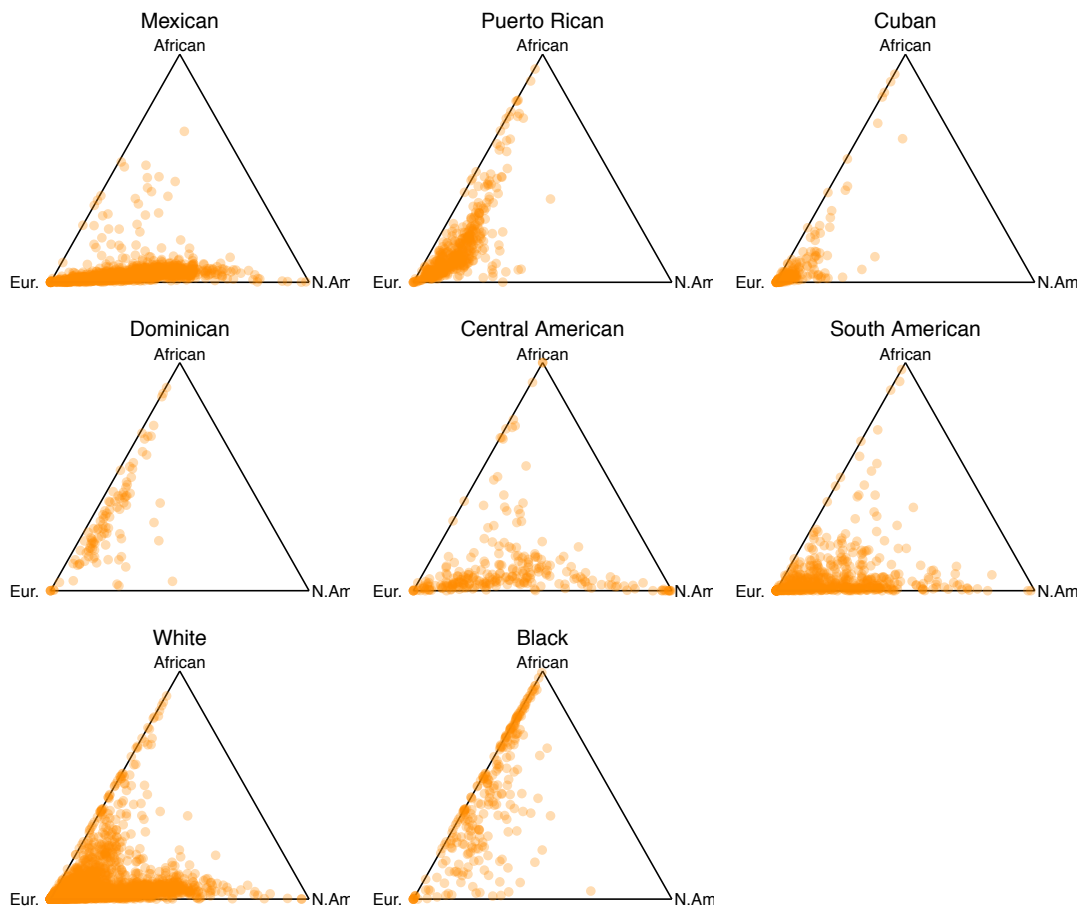 Mexican
African
Eur.
N.Am
Puerto Rican
African
Eur.
N.Am
Cuban
African
Eur.
N.Am
Dominican
African
Eur.
N.Am
Central American
African
Eur.
N.Am
South American
African
Eur.
N.Am
White
African
Eur.
N.Am
Black
African
Eur.
N.Am